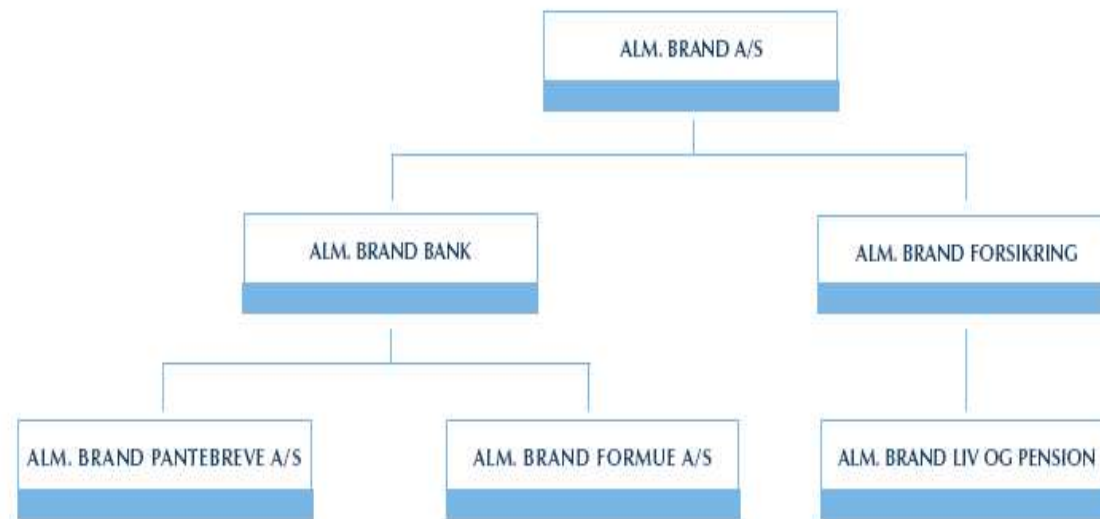 ALM. BRAND A/S
ALM. BRAND BANK
ALM. BRAND FORSIKRING
ALM. BRAND PANTEBREVE A/S
ALM. BRAND FORMUE A/S
ALM. BRAND LIV OG PENSION